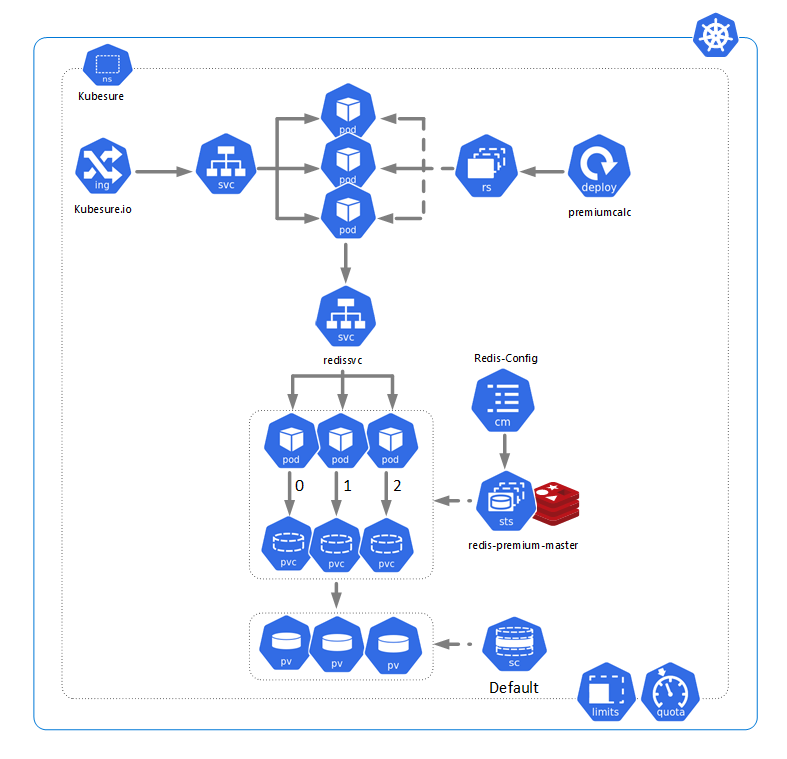 ns
Kubesure
pod
pod
pod
ing
svc
rs
deploy
Kubesure.io
premiumcalc
svc
redissvc
Redis-Config
cm
pod
pod
pod
0
1
2
sts
redis-premium-master
pvc
pvc
pvc
pv
pv
pv
sc
Default
limits
quota